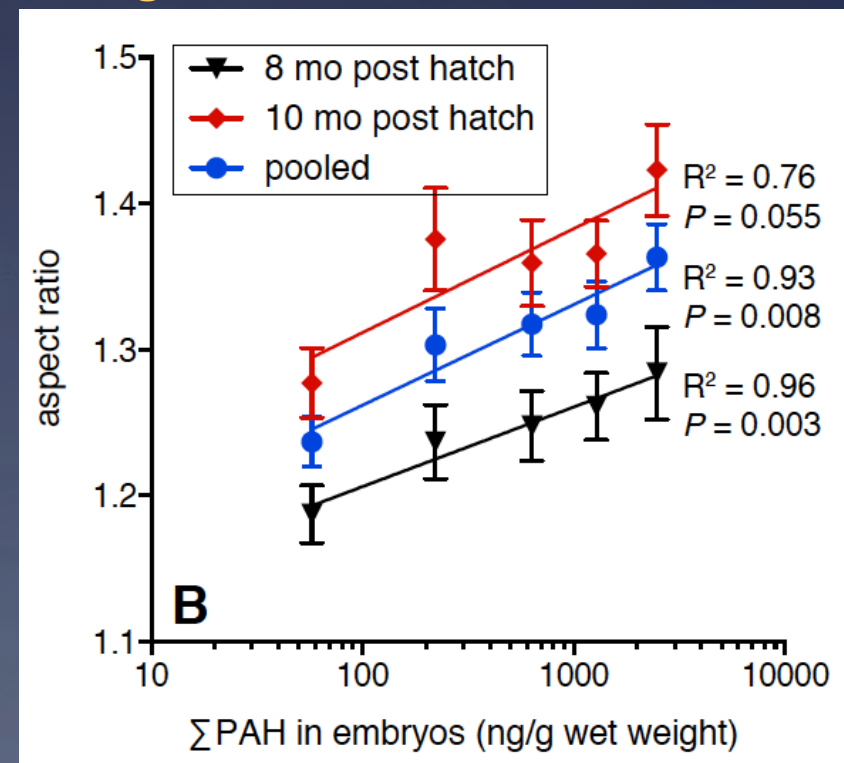 1.5
8 mo post hatch
10 mo post hatch
pooled
1.4
1.3
1.2
1.1
aspect ratio
R² = 0.76
P = 0.055
R² = 0.93
P = 0.008
R² = 0.96
P = 0.003
B
10
100
1000
10000
∑PAH in embryos (ng/g wet weight)